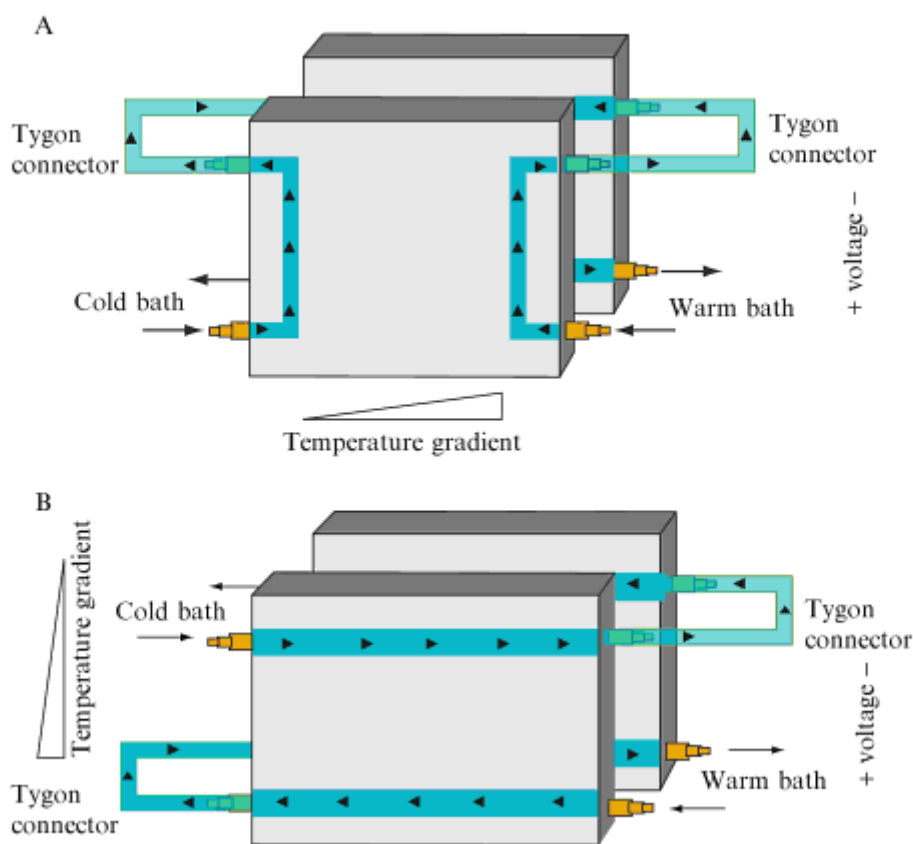 A
Tygon
connector
Tygon
connector
Cold bath
Warm bath
+ voltage –
Temperature gradient
B
Temperature gradient
Cold bath
Tygon
connector
+ voltage –
Warm bath
Tygon
connector